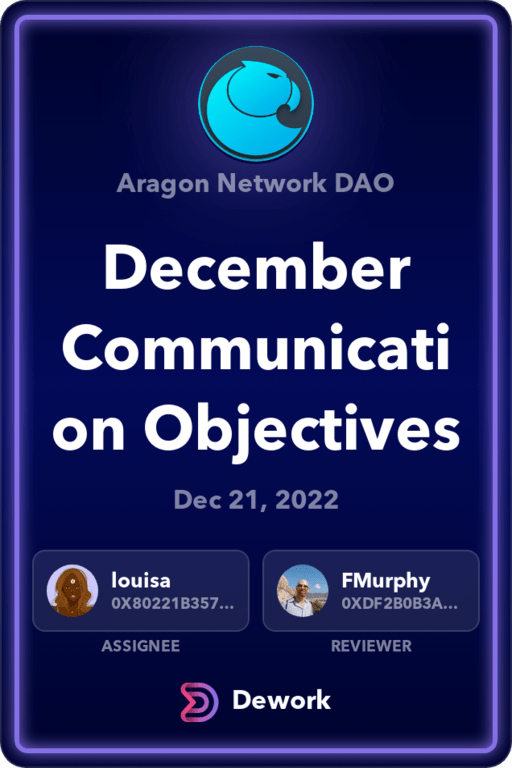 Aragon Network DAO
December
Communicati
on Objectives
Dec 21, 2022
louisa
0X80221B357...
FMurphy
0XDF2B0B3A...
ASSIGNEE
REVIEWER
Dework